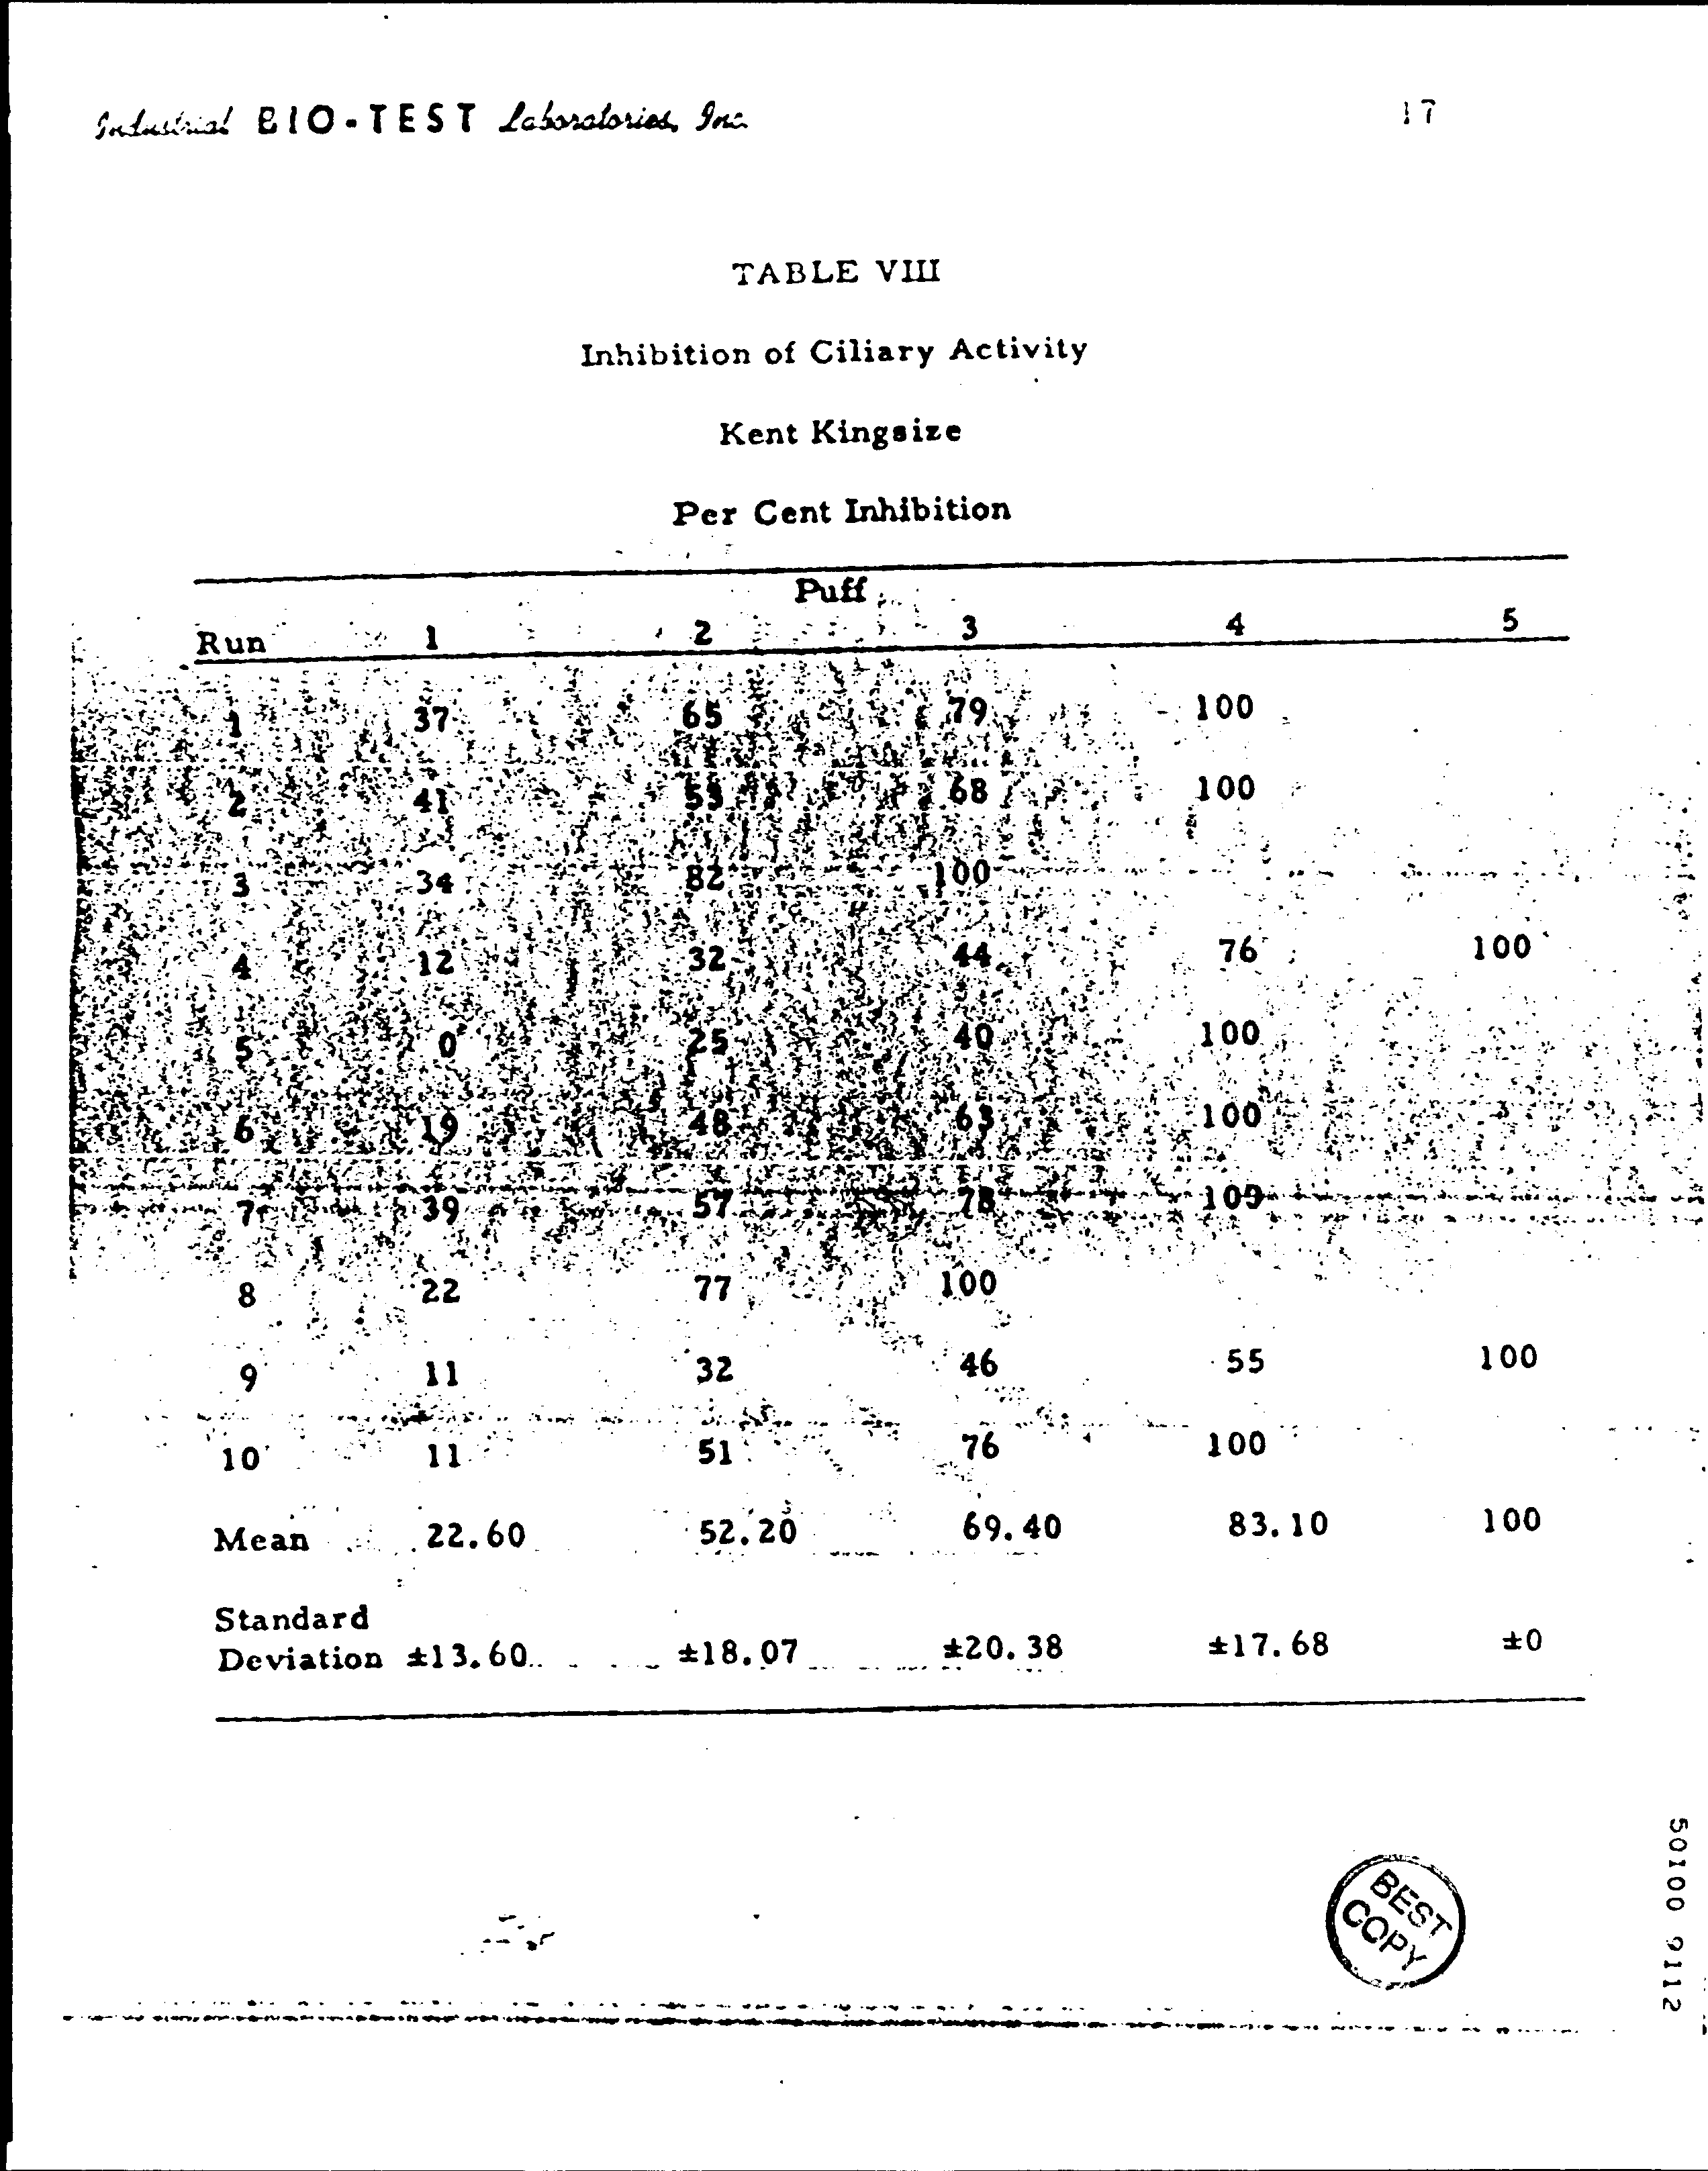 Industrial BIO-TEST Laboratories, Inc. 17
TABLE VIII
Inhibition of Ciliary Activity
Kent Kingsize
Per Cent Inhibition
Puff
Run 1 2 3 4 5
1 37 65 79 100
2 41 53 68 100
3 34 82 100
4 12 32 44 76 100
5 0 25 40 100
6 19 48 63 100
7 39 57 78 100
8 22 77 100
9 11 32 46 55 100
10 11 51 76 100
Mean 22.60 52.20 69.40 83.10 100
Standard
Deviation ±13.60 ±18.07 ±20.38 ±17.68 ±0
BEST
COPY
50100 9112